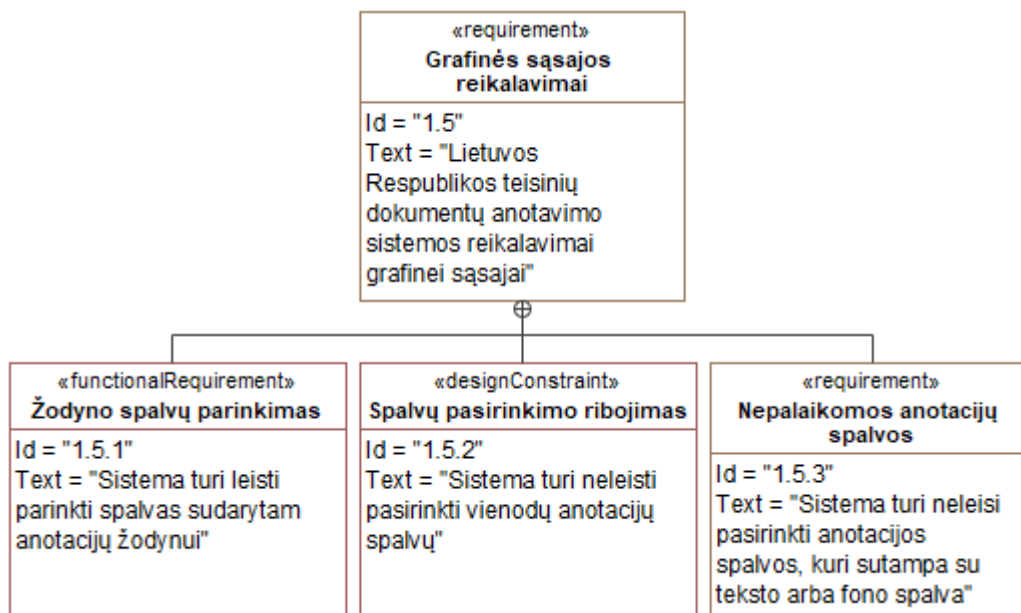 «requirement»
Grafinės sąsajos
reikalavimai
Id = "1.5"
Text = "Lietuvos
Respublikos teisinių
dokumentų anotavimo
sistemos reikalavimai
grafinei sąsajai"
«functionalRequirement»
Žodyno spalvų parinkimas
Id = "1.5.1"
Text = "Sistema turi leisti
parinkti spalvas sudarytam
anotacijų žodynui"
«designConstraint»
Spalvų pasirinkimo ribojimas
Id = "1.5.2"
Text = "Sistema turi neleisti
pasirinkti vienodų anotacijų
spalvų"
«requirement»
Nepalaikomos anotacijų
spalvos
Id = "1.5.3"
Text = "Sistema turi neleisi
pasirinkti anotacijos
spalvos, kuri sutampa su
teksto arba fono spalva"